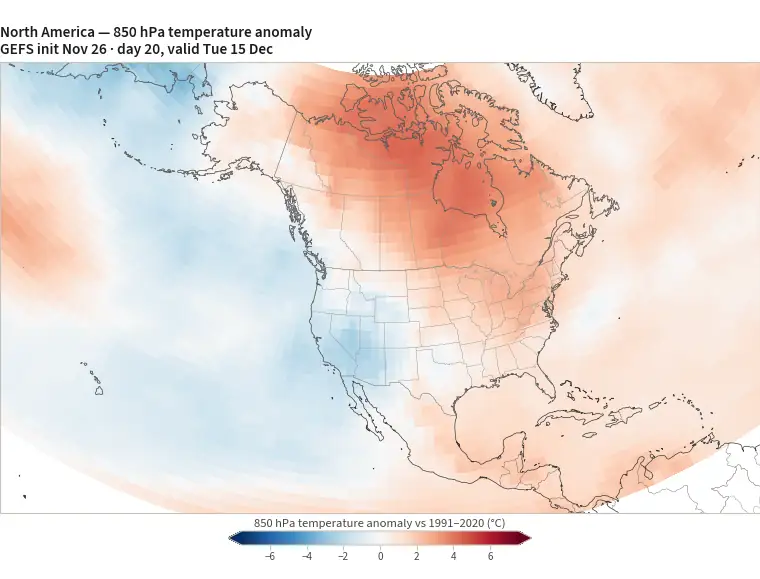 North America — 850 hPa temperature anomaly
GEFS init Nov 26 · day 20, valid Tue 15 Dec
850 hPa temperature anomaly vs 1991–2020 (°C)
−6 −4 −2 0 2 4 6